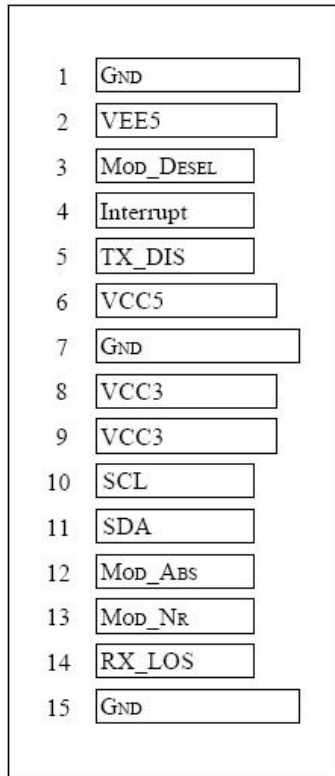 1 GND
2 VEE5
3 MOD_DESEL
4 Interrupt
5 TX_DIS
6 VCC5
7 GND
8 VCC3
9 VCC3
10 SCL
11 SDA
12 MOD_ABS
13 MOD_NR
14 RX_LOS
15 GND